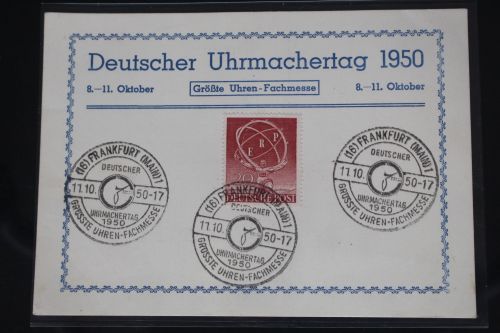 Deutscher Uhrmachertag 1950
8.–11. Oktober
Größte Uhren-Fachmesse
8.–11. Oktober
ERP
20
DEUTSCHE POST
(16) FRANKFURT (MAIN) 1
DEUTSCHER
11.10. 50-17
UHRMACHERTAG
1950
GRÖSSTE UHREN-FACHMESSE
(16) FRANKFURT (MAIN) 1
DEUTSCHER
11.10. 50-17
UHRMACHERTAG
1950
GRÖSSTE UHREN-FACHMESSE
(16) FRANKFURT (MAIN) 1
DEUTSCHER
11.10. 50-17
UHRMACHERTAG
1950
GRÖSSTE UHREN-FACHMESSE